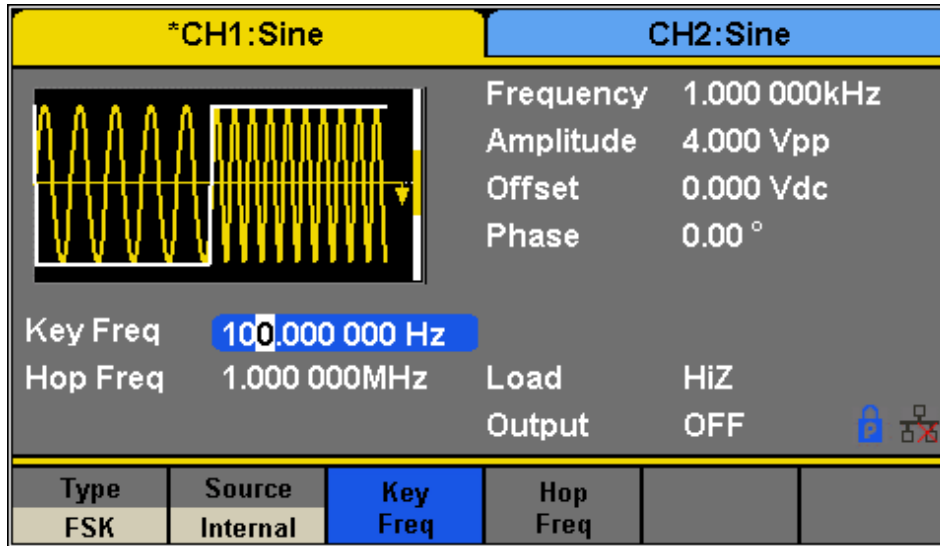 *CH1:Sine CH2:Sine
Frequency 1.000 000kHz
Amplitude 4.000 Vpp
Offset 0.000 Vdc
Phase 0.00 °
Key Freq 100.000 000 Hz
Hop Freq 1.000 000MHz Load HiZ
Output OFF P
Type Source Key Freq Hop Freq
FSK Internal